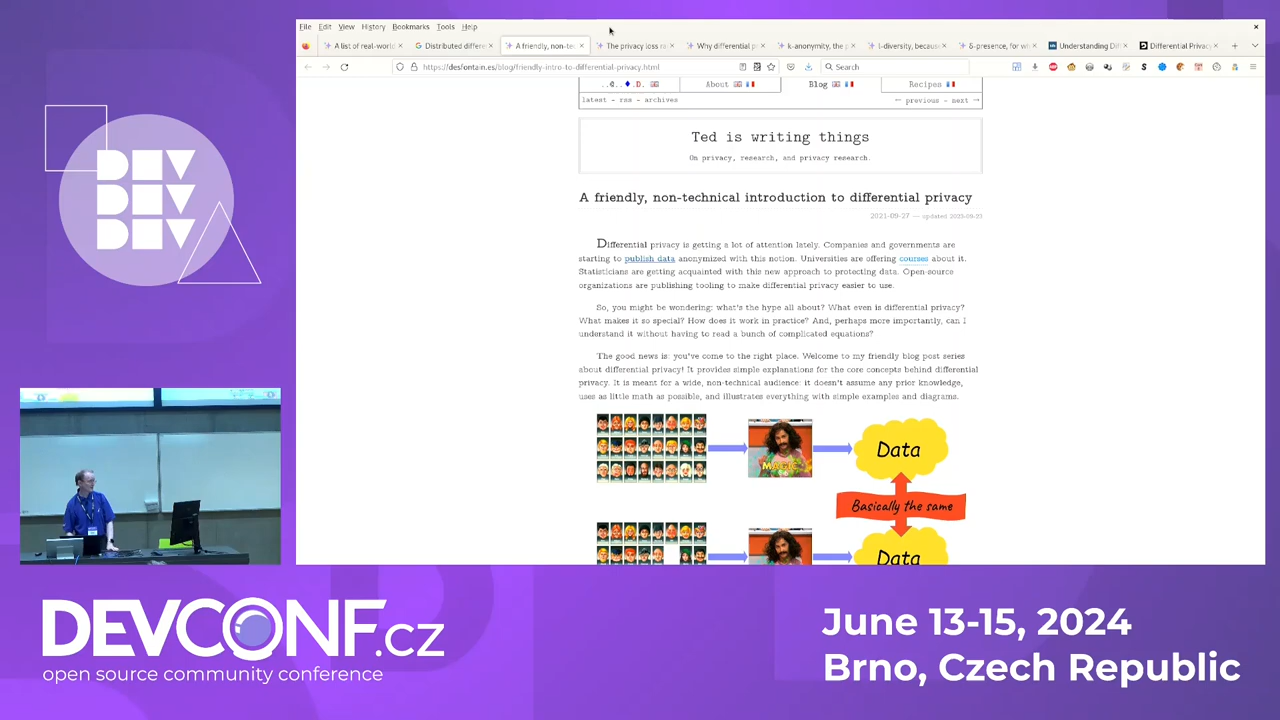 File Edit View History Bookmarks Tools Help
A list of real-world
Distributed differe
A friendly, non-tec
The privacy loss ra
Why differential p
k-anonymity, the p
l-diversity, becaus
δ-presence, for wh
Understanding Dif
Differential Privacy
https://desfontain.es/blog/friendly-intro-to-differential-privacy.html
Search
About
Blog
Recipes
latest – rss – archives
← previous – next →
Ted is writing things
On privacy, research, and privacy research.
A friendly, non-technical introduction to differential privacy
Differential privacy is getting a lot of attention lately. Companies and governments are
starting to publish data anonymized with this notion. Universities are offering courses about it.
Statisticians are getting acquainted with this new approach to protecting data. Open-source
organizations are publishing tooling to make differential privacy easier to use.
So, you might be wondering: what's the hype all about? What even is differential privacy?
What makes it so special? How does it work in practice? And, perhaps more importantly, can I
understand it without having to read a bunch of complicated equations?
The good news is: you've come to the right place. Welcome to my friendly blog post series
about differential privacy! It provides simple explanations for the core concepts behind differential
privacy. It is meant for a wide, non-technical audience: it doesn't assume any prior knowledge,
uses as little math as possible, and illustrates everything with simple examples and diagrams.
MAGIC
Data
Basically the same
Data
DEV
DEV
DEV
DEVCONF.cz
open source community conference
June 13-15, 2024
Brno, Czech Republic